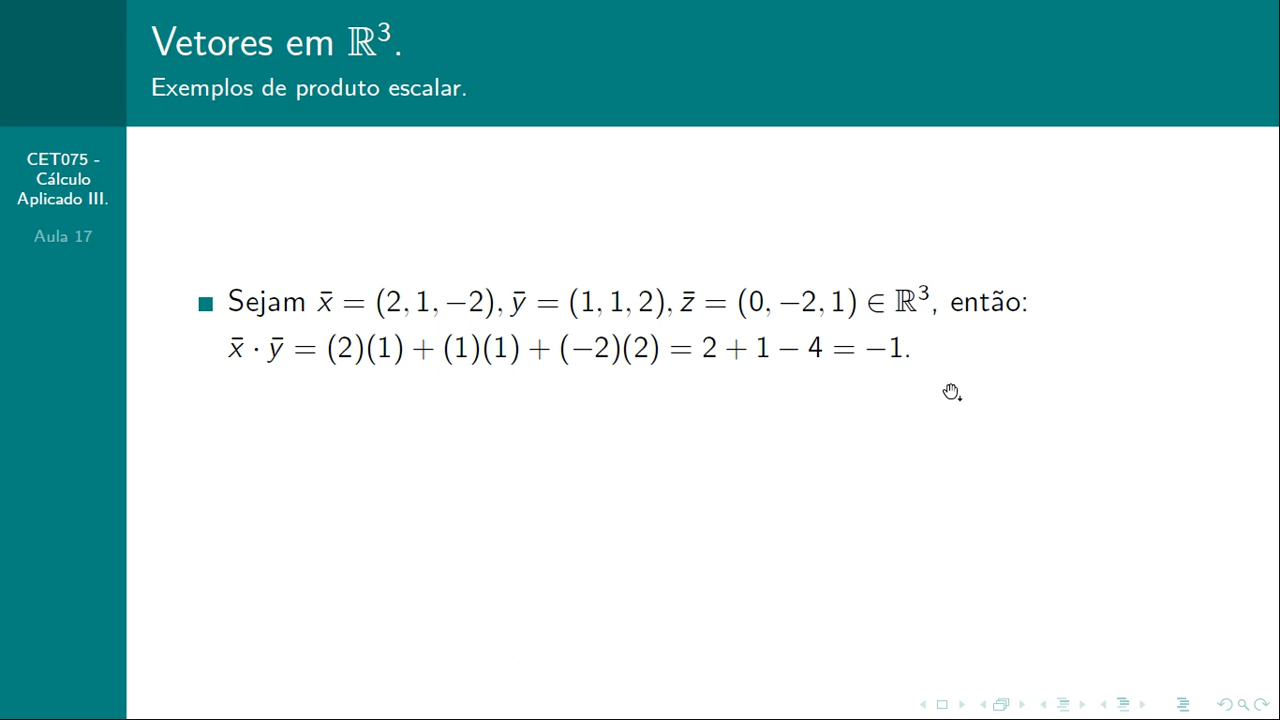 Vetores em ℝ³.
Exemplos de produto escalar.
CET075 -
Cálculo
Aplicado III.
Aula 17
Sejam x̄ = (2, 1, −2), ȳ = (1, 1, 2), z̄ = (0, −2, 1) ∈ ℝ³, então:
x̄ · ȳ = (2)(1) + (1)(1) + (−2)(2) = 2 + 1 − 4 = −1.